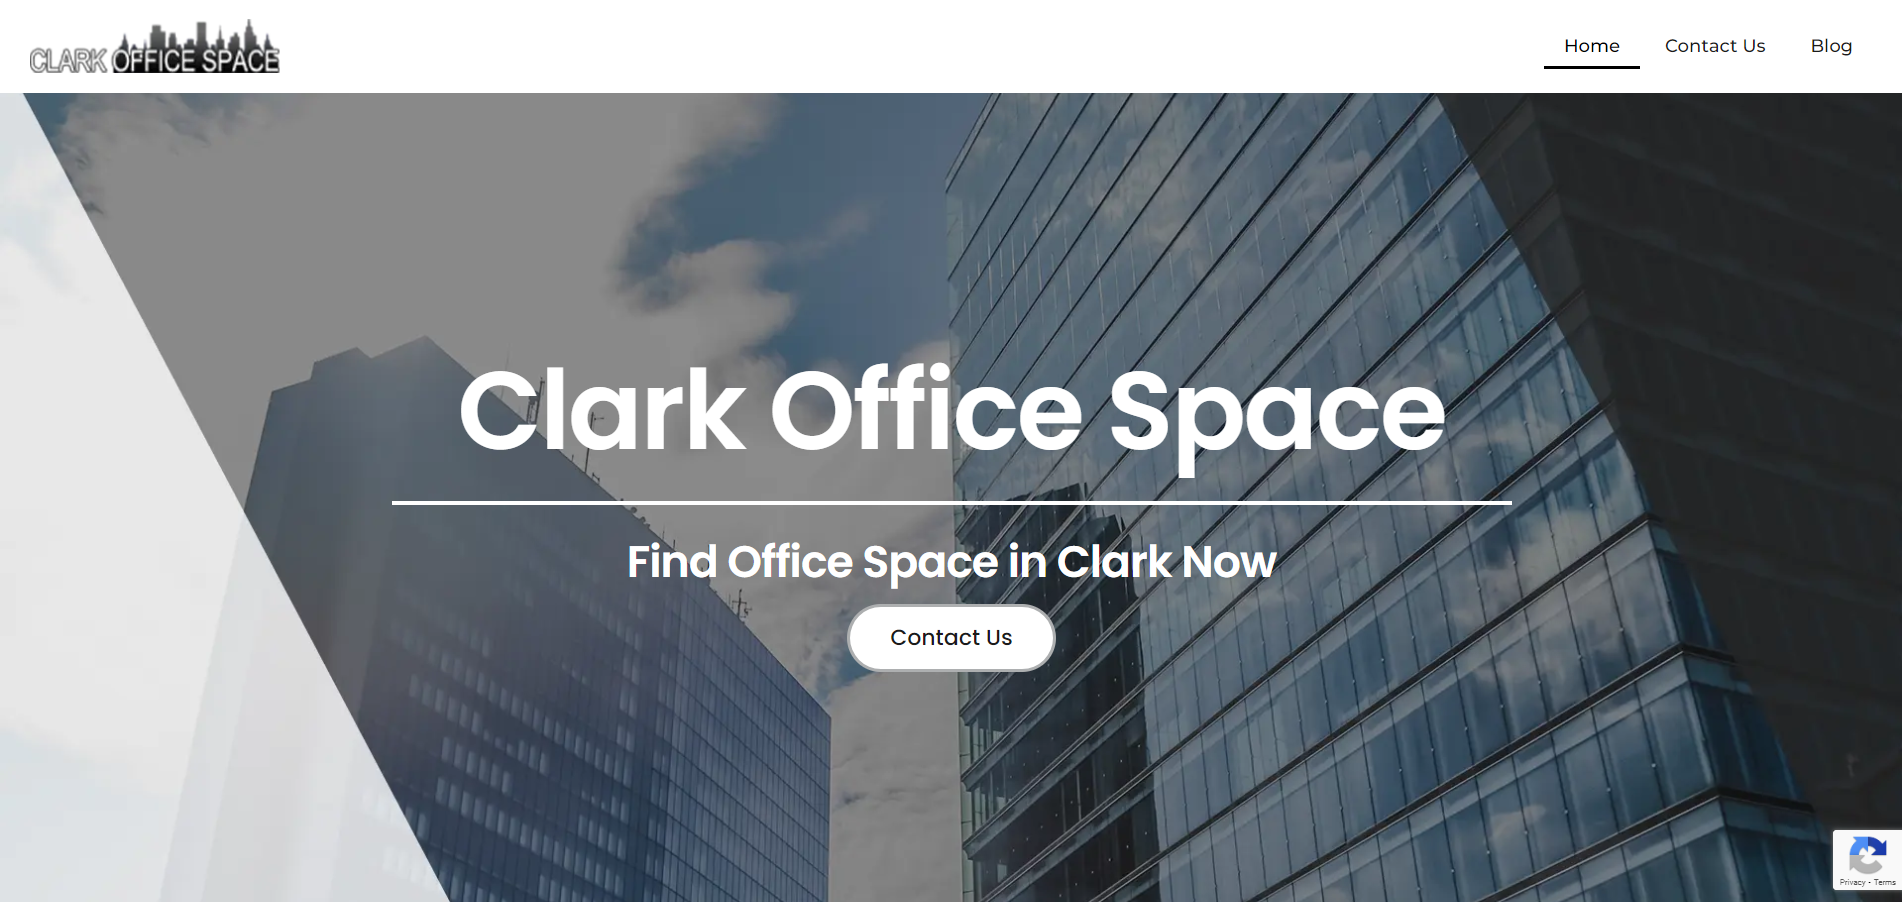 CLARK OFFICE SPACE
Home Contact Us Blog
Clark Office Space
Find Office Space in Clark Now
Contact Us
Privacy - Terms